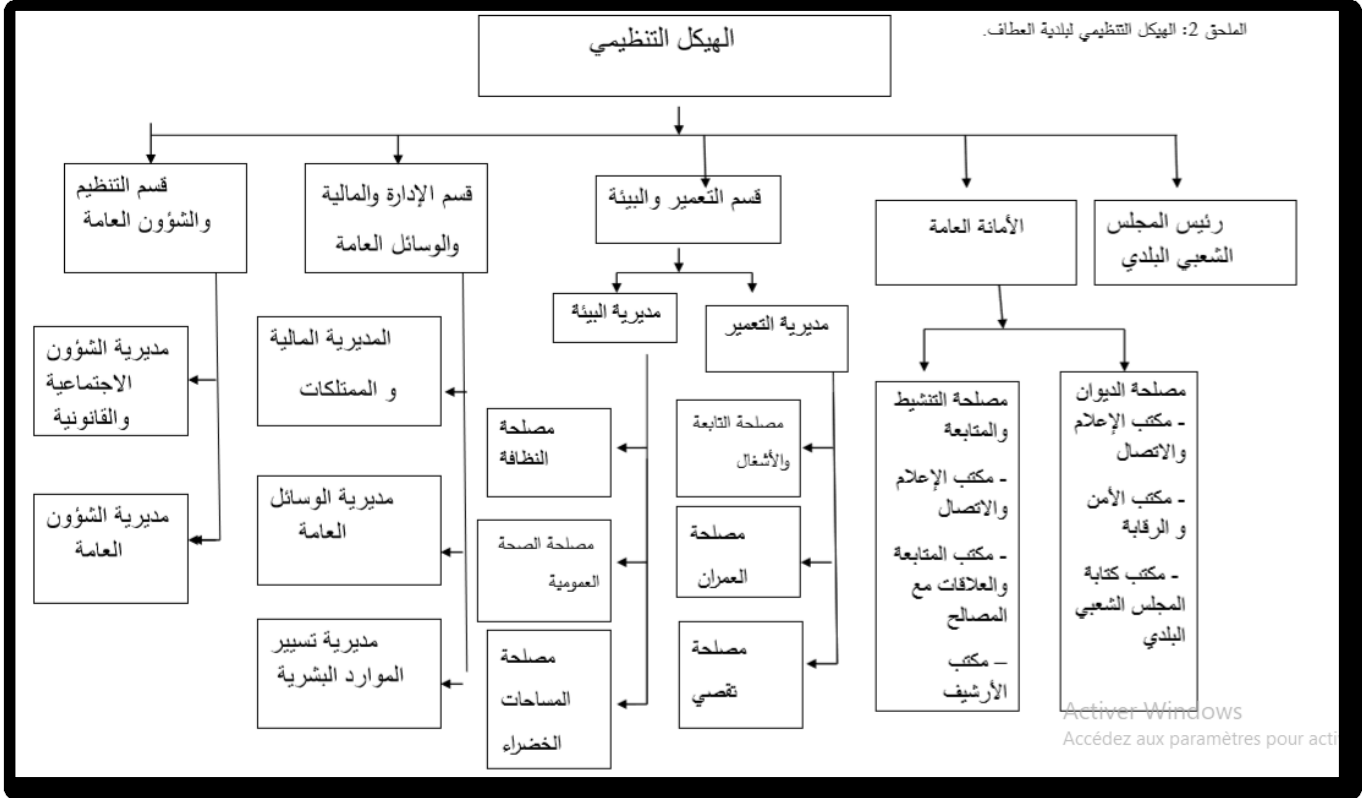 الملحق 2: الهيكل التنظيمي لبلدية العطاف.
الهيكل التنظيمي
رئيس المجلس
الشعبي البلدي
الأمانة العامة
قسم التعمير والبيئة
قسم الإدارة والمالية
والوسائل العامة
قسم التنظيم
والشؤون العامة
مصلحة الديوان
- مكتب الإعلام
والاتصال
- مكتب الأمن
و الرقابة
- مكتب كتابة
المجلس الشعبي
البلدي
مصلحة التنشيط
والمتابعة
- مكتب الإعلام
والاتصال
- مكتب المتابعة
والعلاقات مع
المصالح
– مكتب
الأرشيف
مديرية التعمير
مصلحة التابعة
والأشغال
مصلحة
العمران
مصلحة
تقصي
مديرية البيئة
مصلحة
النظافة
مصلحة الصحة
العمومية
مصلحة
المساحات
الخضراء
المديرية المالية
و الممتلكات
مديرية الوسائل
العامة
مديرية تسيير
الموارد البشرية
مديرية الشؤون
الاجتماعية
والقانونية
مديرية الشؤون
العامة
Activer Windows
Accédez aux paramètres pour acti